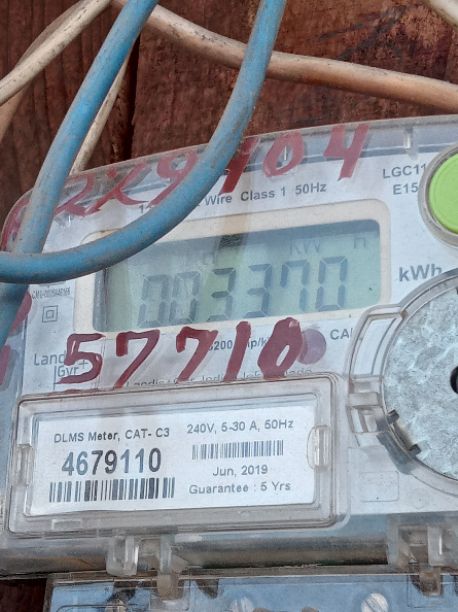 2X9404
Wire Class 1 50Hz
LGC11
E15
KW h
003370
kWh
57710
DLMS Meter, CAT- C3
240V, 5-30 A, 50Hz
4679110
Jun, 2019
Guarantee : 5 Yrs